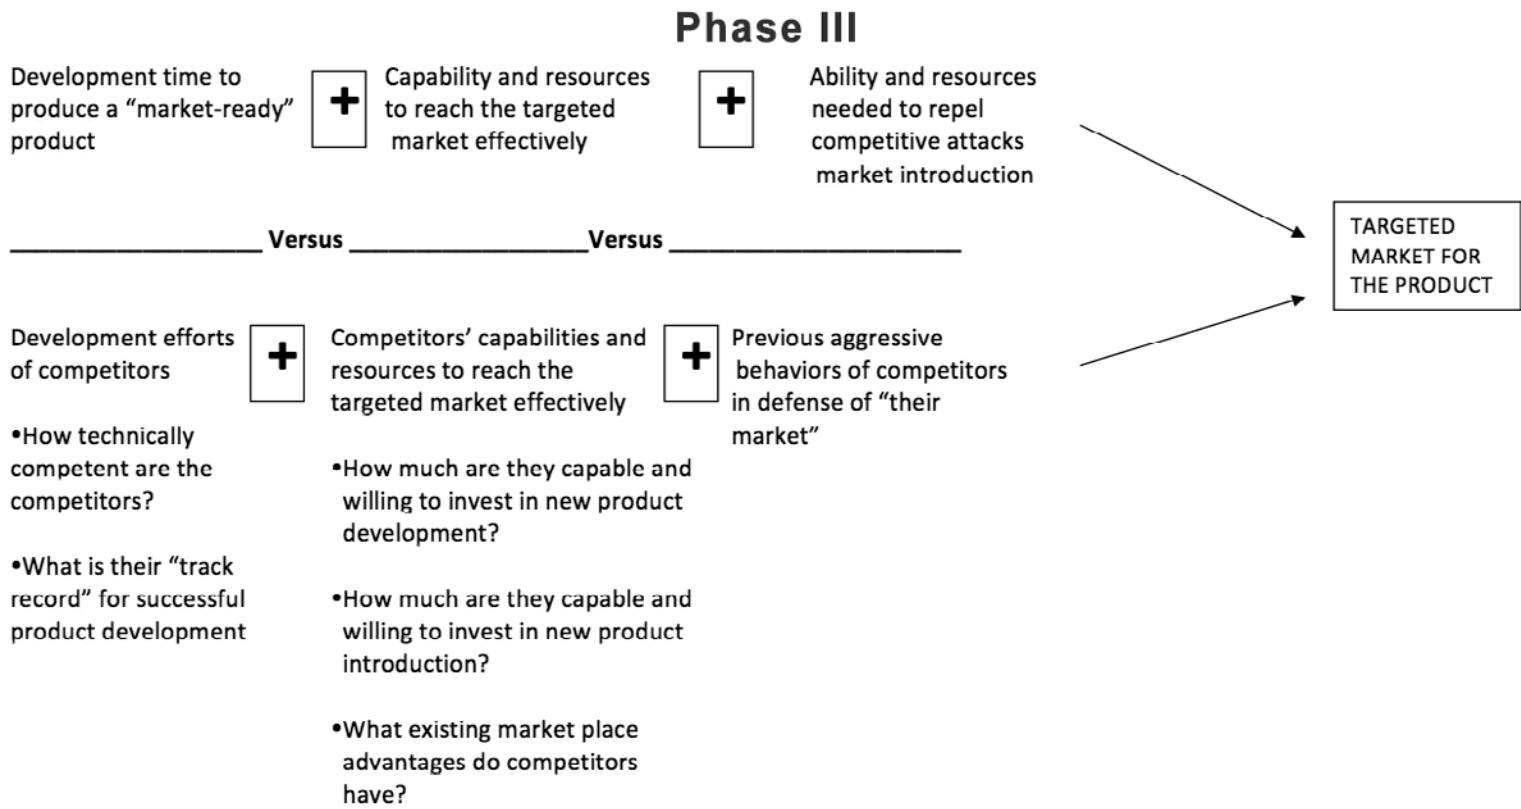 Phase III
Development time to
produce a “market-ready”
product
+
Capability and resources
to reach the targeted
market effectively
+
Ability and resources
needed to repel
competitive attacks
market introduction
TARGETED
MARKET FOR
THE PRODUCT
___________________ Versus __________________Versus ______________________
Development efforts
of competitors
•How technically
competent are the
competitors?
•What is their “track
record” for successful
product development
+
Competitors’ capabilities and
resources to reach the
targeted market effectively
•How much are they capable and
willing to invest in new product
development?
•How much are they capable and
willing to invest in new product
introduction?
•What existing market place
advantages do competitors
have?
+
Previous aggressive
behaviors of competitors
in defense of “their
market”